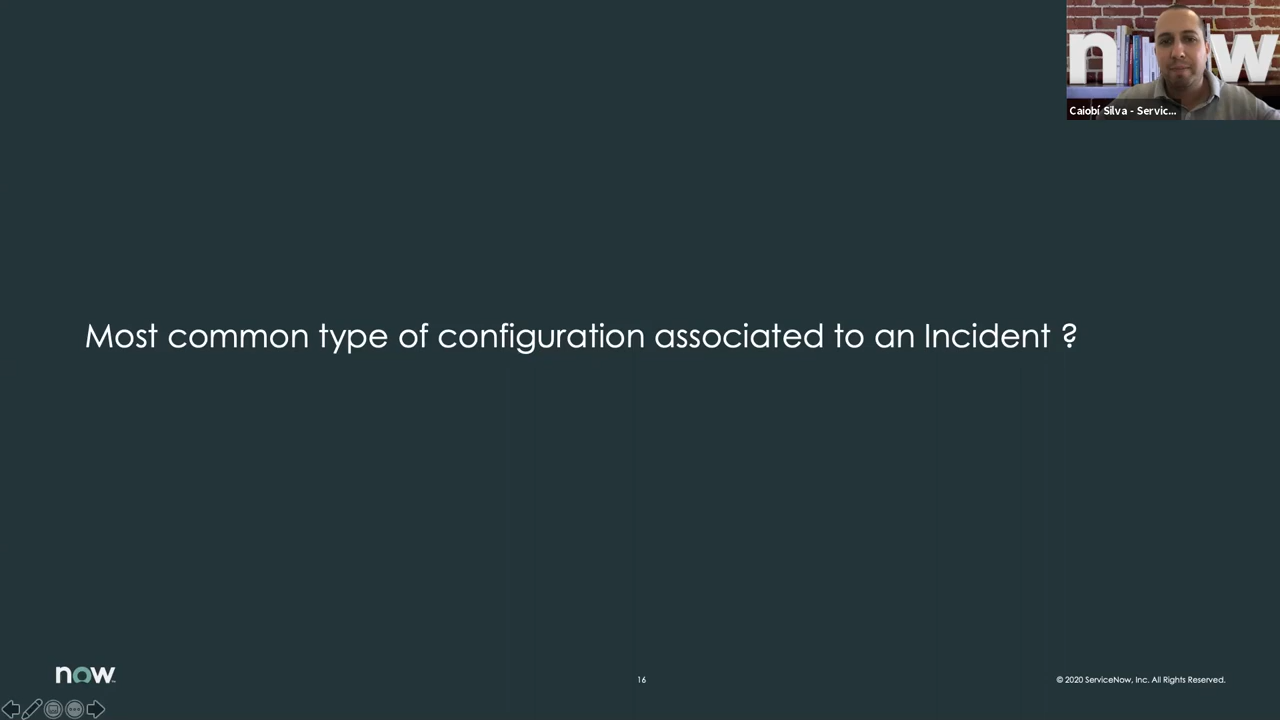 now
Caiobí Silva - Servic...
Most common type of configuration associated to an Incident ?
now
16
© 2020 ServiceNow, Inc. All Rights Reserved.